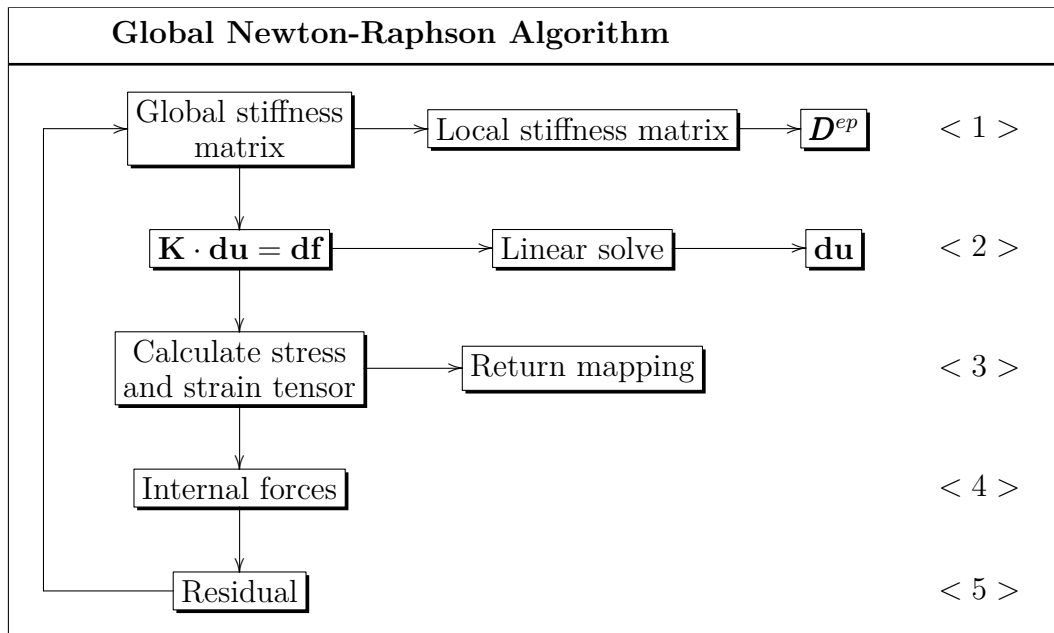 Global Newton-Raphson Algorithm
Global stiffness
matrix
Local stiffness matrix
𝑫ᵉᵖ
< 1 >
K · du = df
Linear solve
du
< 2 >
Calculate stress
and strain tensor
Return mapping
< 3 >
Internal forces
< 4 >
Residual
< 5 >